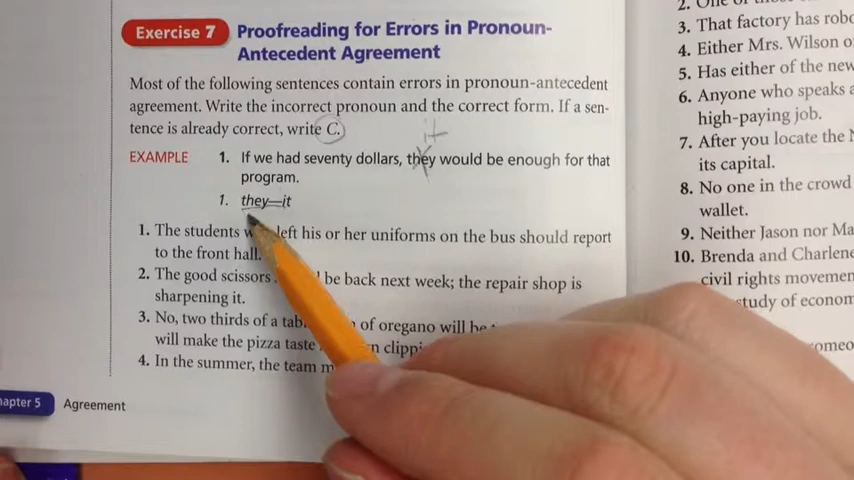 Exercise 7 Proofreading for Errors in Pronoun-
Antecedent Agreement
Most of the following sentences contain errors in pronoun-antecedent
agreement. Write the incorrect pronoun and the correct form. If a sen-
tence is already correct, write C.
it
EXAMPLE 1. If we had seventy dollars, they would be enough for that
program.
1. they—it
1. The students left his or her uniforms on the bus should report
to the front hall.
2. The good scissors be back next week; the repair shop is
sharpening it.
3. No, two thirds of a of oregano will be
will make the pizza taste
4. In the summer, the team
Chapter 5 Agreement
2. One
3. That factory has
4. Either Mrs. Wilson
5. Has either of the new
6. Anyone who speaks
high-paying job.
7. After you locate the
its capital.
8. No one in the crowd
wallet.
9. Neither Jason nor
10. Brenda and Charlene
civil rights
study of